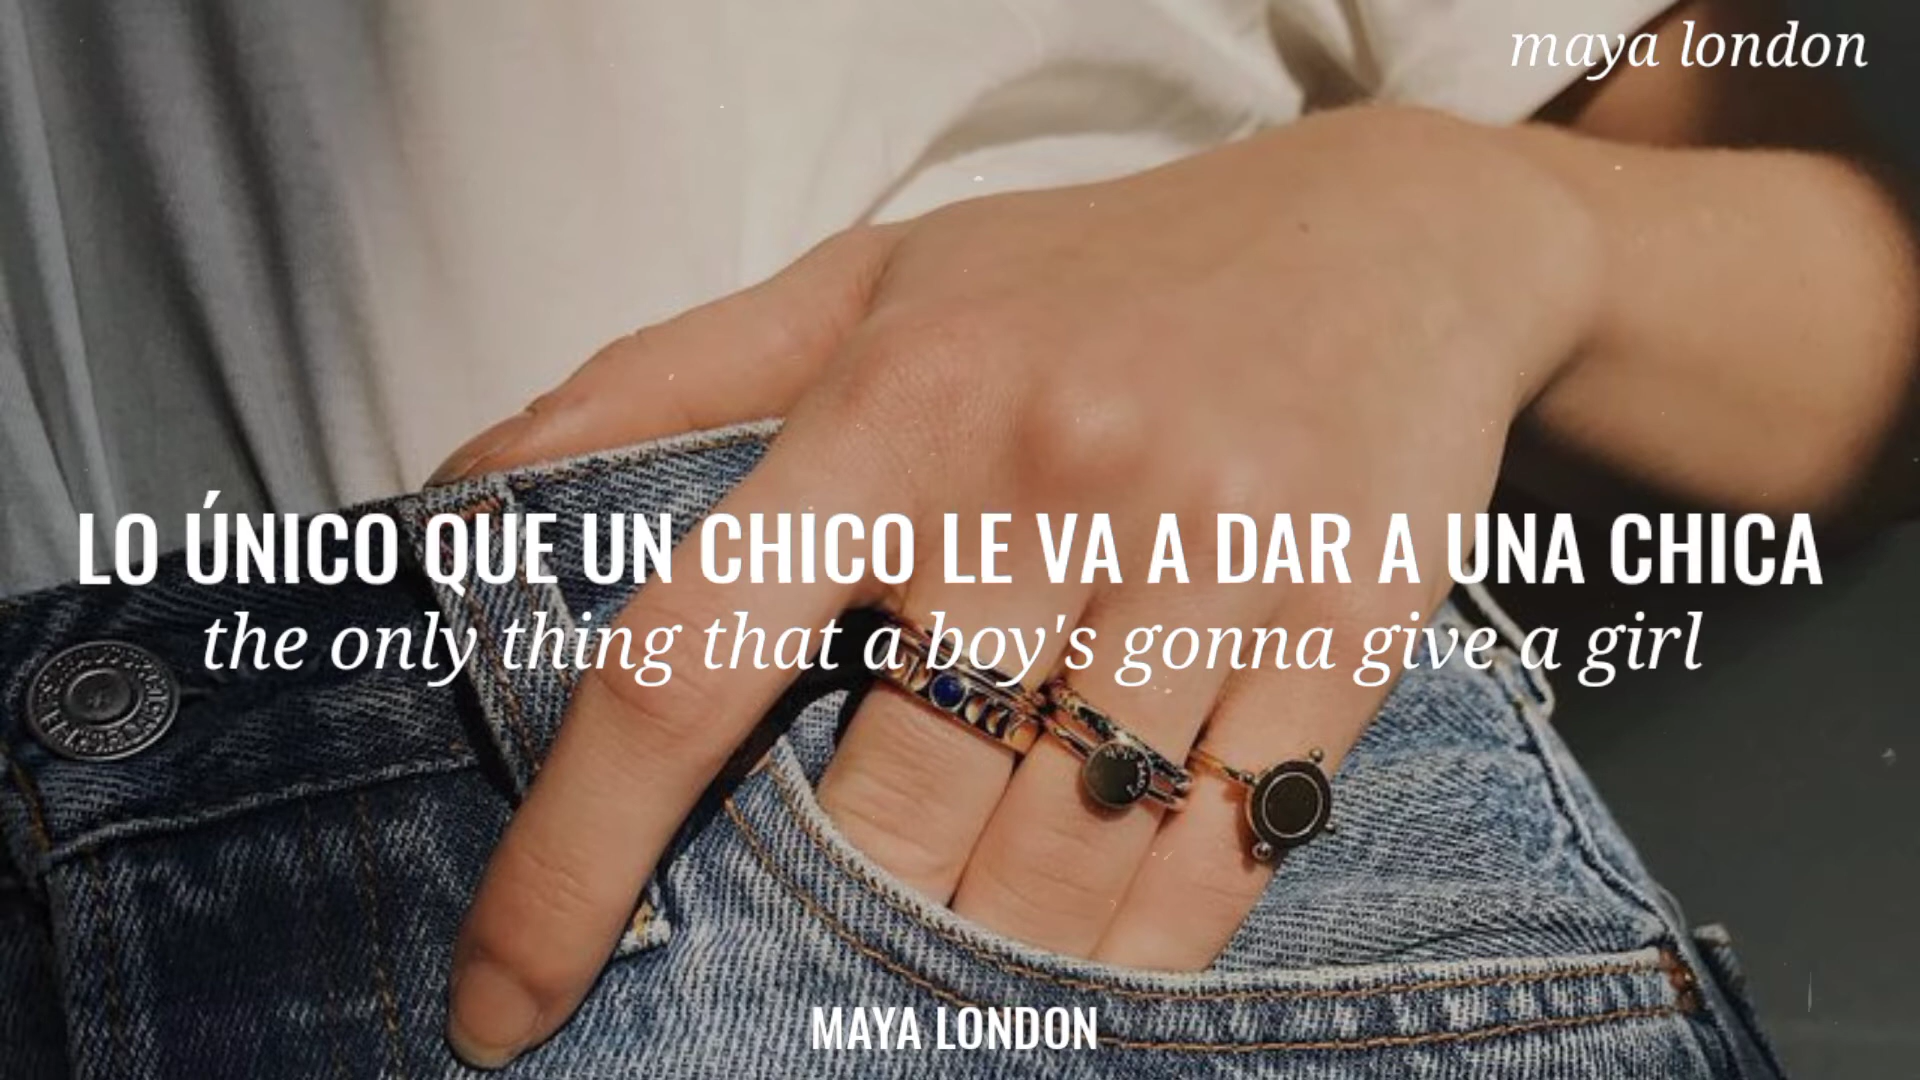 maya london
LO ÚNICO QUE UN CHICO LE VA A DAR A UNA CHICA
the only thing that a boy's gonna give a girl
MAYA LONDON